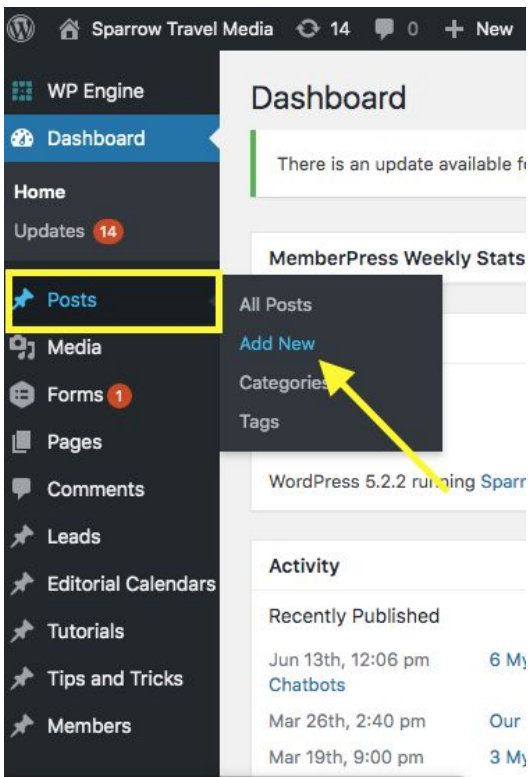 Sparrow Travel Media 14 0 New
WP Engine
Dashboard
Home
Updates 14
Posts
Media
Forms 1
Pages
Comments
Leads
Editorial Calendars
Tutorials
Tips and Tricks
Members
All Posts
Add New
Categories
Tags
Dashboard
There is an update available
MemberPress Weekly Stats
WordPress 5.2.2 running
Activity
Recently Published
Jun 13th, 12:06 pm 6
Chatbots
Mar 26th, 2:40 pm Our
Mar 19th, 9:00 pm 3